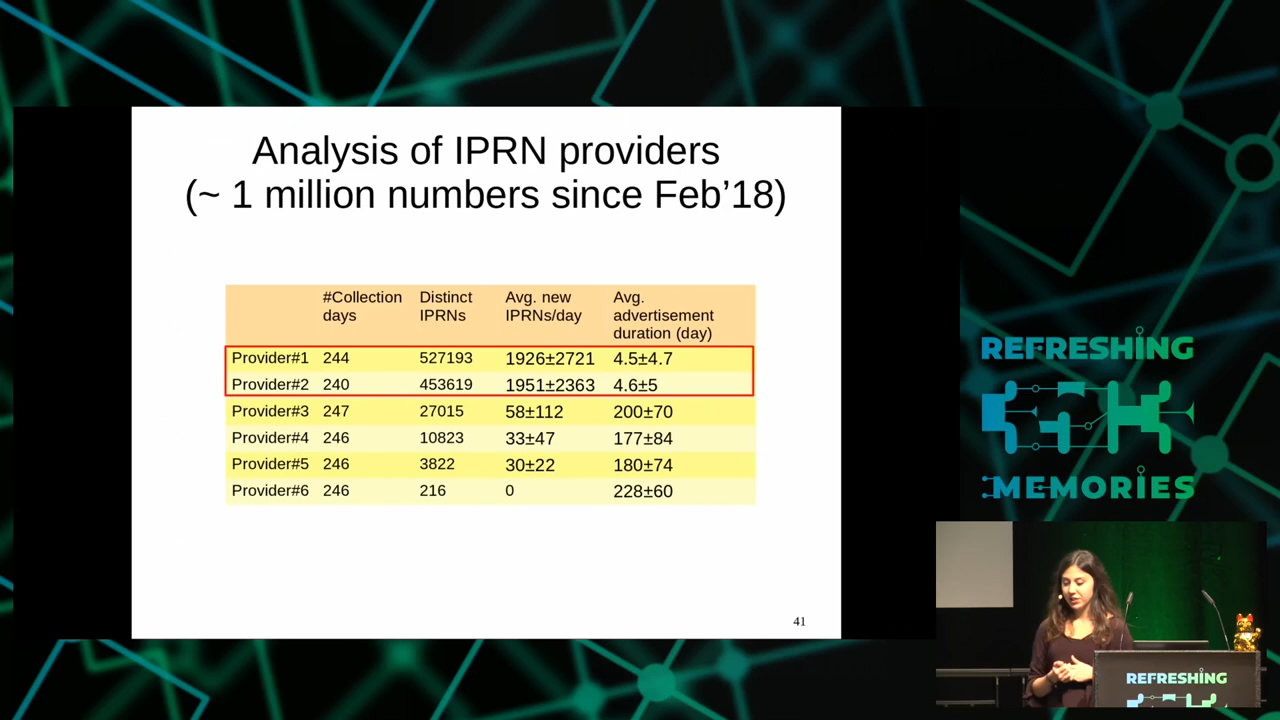 Analysis of IPRN providers
(~ 1 million numbers since Feb’18)
#Collection days Distinct IPRNs Avg. new IPRNs/day Avg. advertisement duration (day)
Provider#1 244 527193 1926±2721 4.5±4.7
Provider#2 240 453619 1951±2363 4.6±5
Provider#3 247 27015 58±112 200±70
Provider#4 246 10823 33±47 177±84
Provider#5 246 3822 30±22 180±74
Provider#6 246 216 0 228±60
41
REFRESHING
MEMORIES
REFRESHING